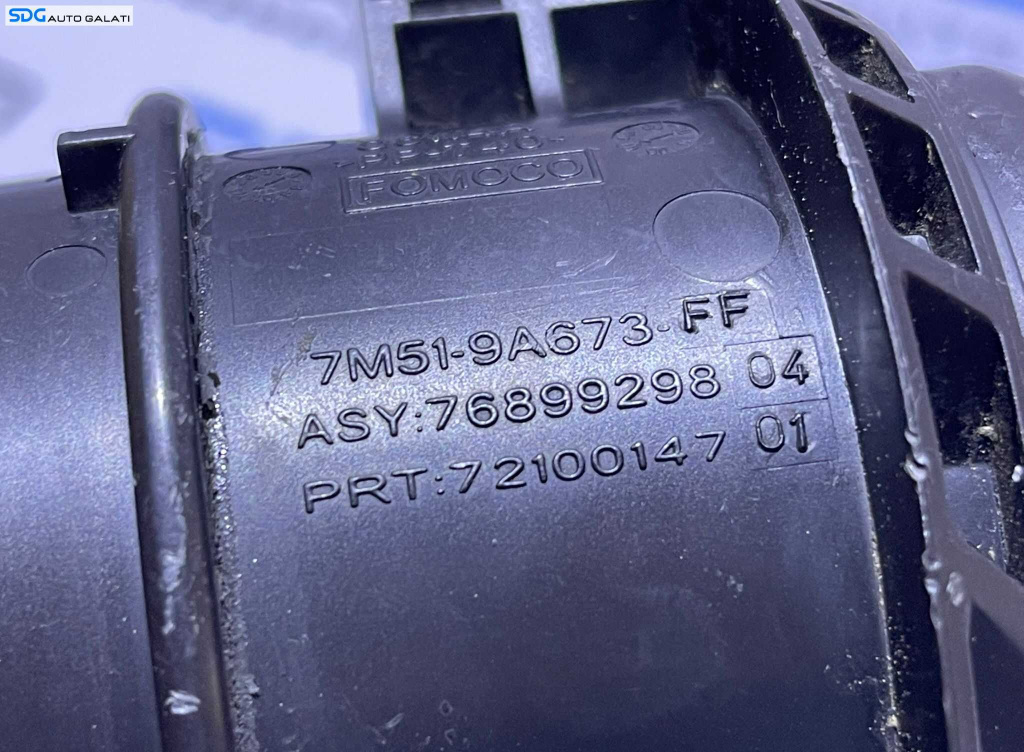 SDG AUTO GALATI
FOMOCO
7M51-9A673-FF
ASY:76899298 04
PRT:72100147 01